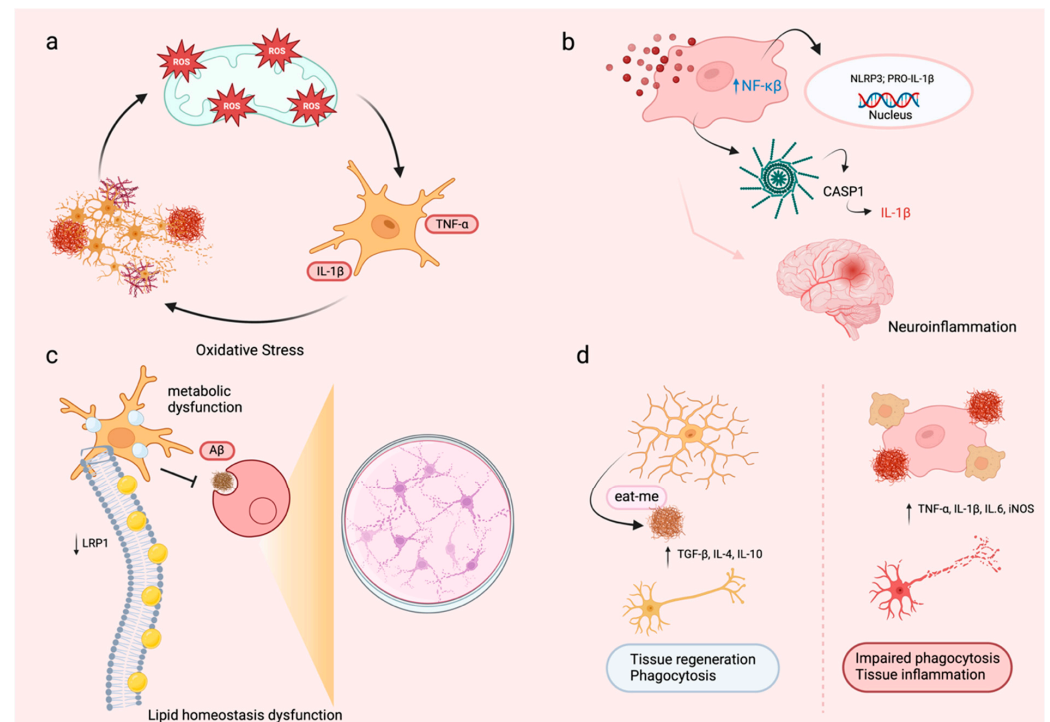 a
ROS
ROS
ROS
ROS
TNF-α
IL-1β
Oxidative Stress
b
↑NF-κβ
NLRP3; PRO-IL-1β
Nucleus
CASP1
IL-1β
Neuroinflammation
c
metabolic
dysfunction
Aβ
↓ LRP1
Lipid homeostasis dysfunction
d
eat-me
↑ TGF-β, IL-4, IL-10
Tissue regeneration
Phagocytosis
↑ TNF-α, IL-1β, IL.6, iNOS
Impaired phagocytosis
Tissue inflammation